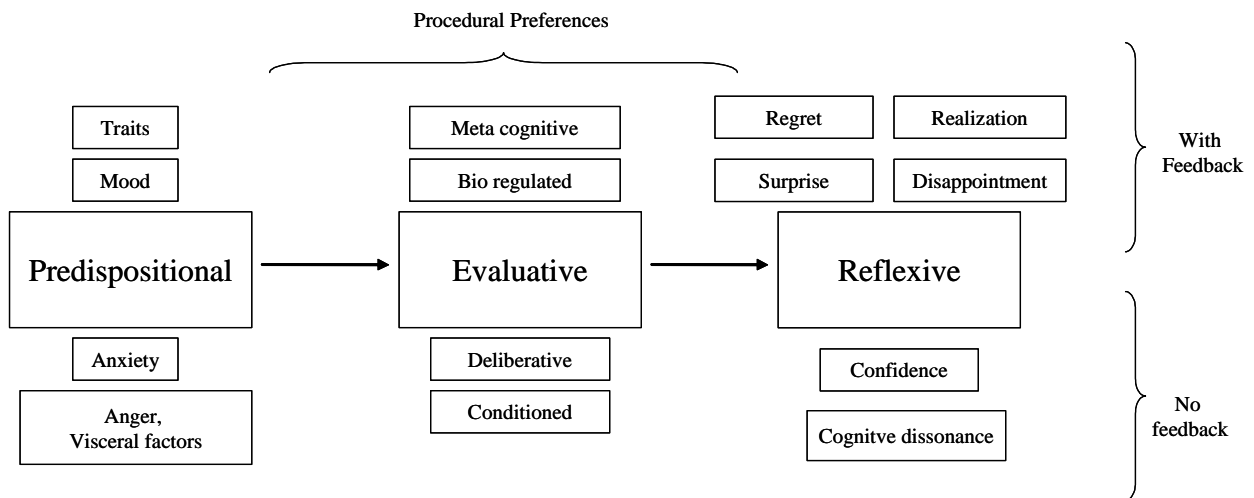 Procedural Preferences
Traits
Mood
Predispositional
Anxiety
Anger,
Visceral factors
Meta cognitive
Bio regulated
Evaluative
Deliberative
Conditioned
Regret
Realization
Surprise
Disappointment
Reflexive
Confidence
Cognitve dissonance
With
Feedback
No
feedback